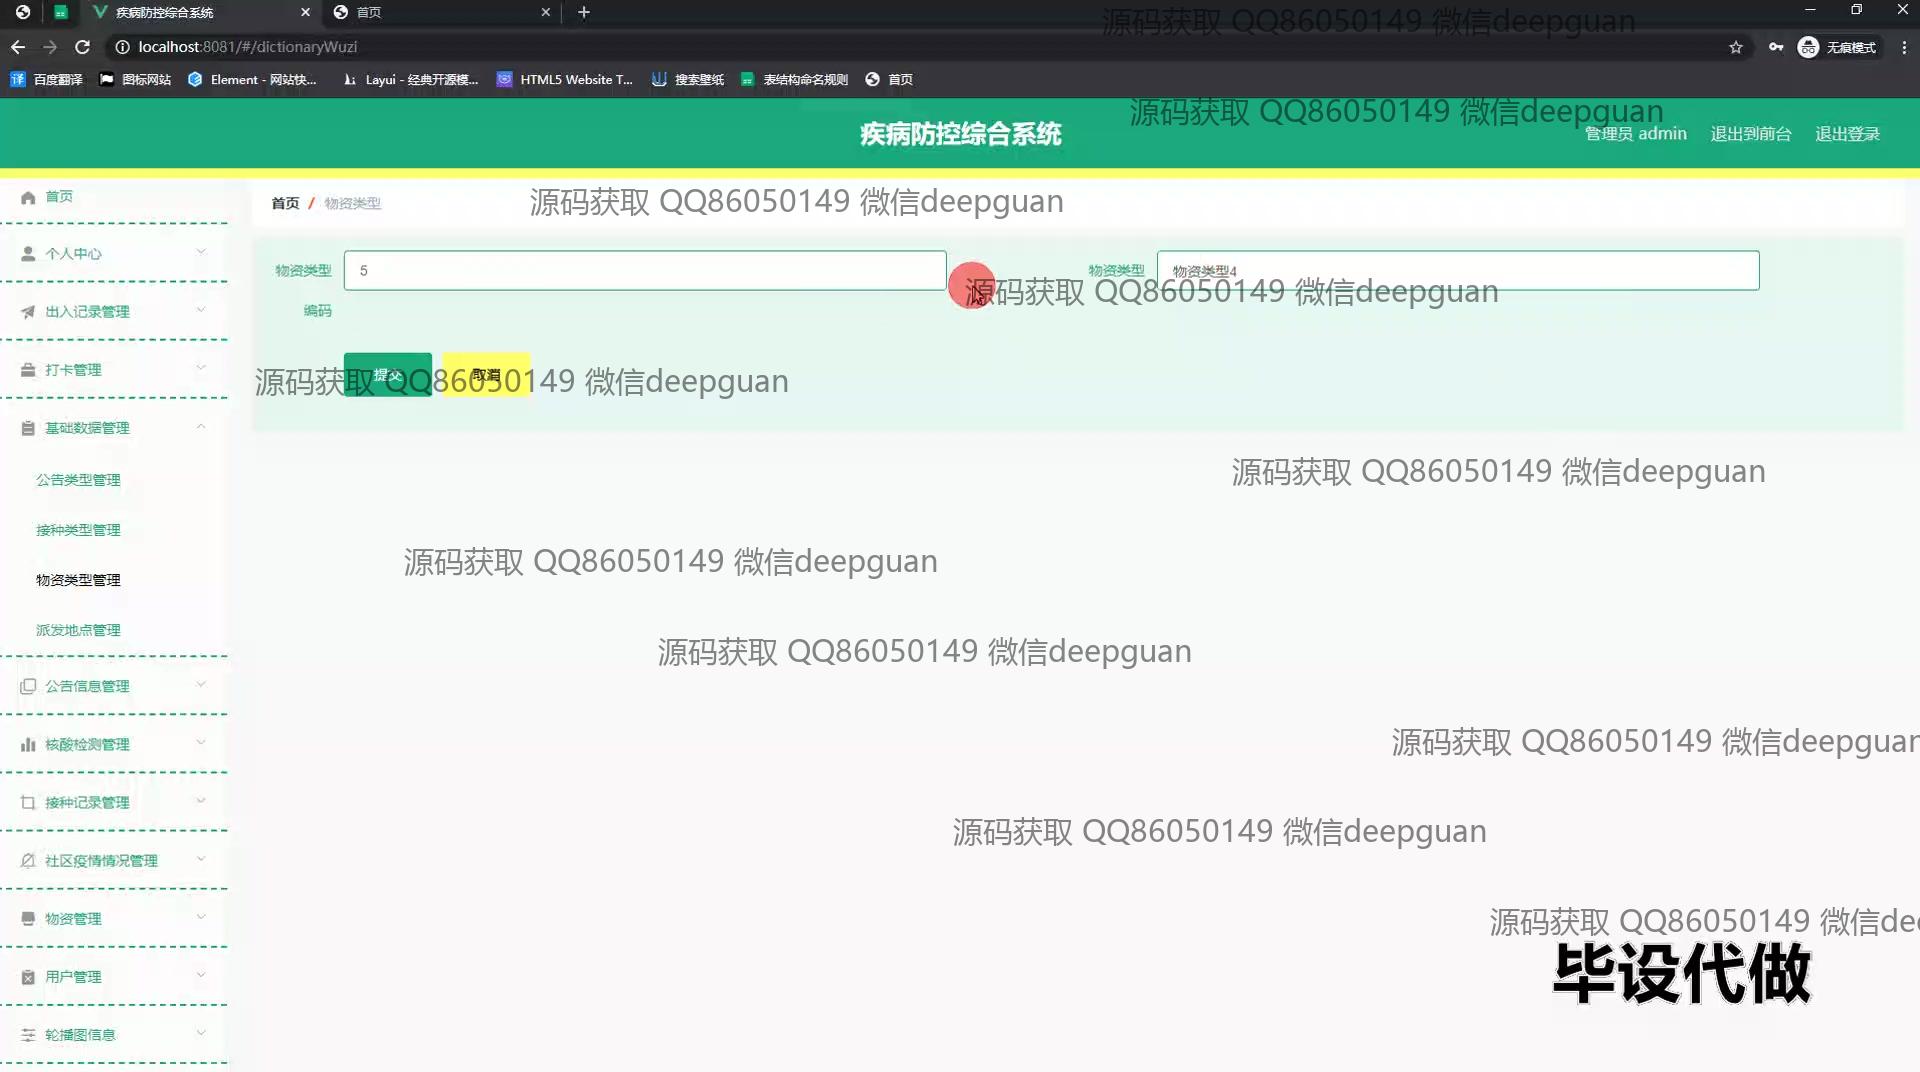 疾病防控综合系统
首页
源码获取 QQ86050149 微信deepguan
localhost:8081/#/dictionaryWuzi
无痕模式
百度翻译
图标网站
Element - 网站快...
Layui - 经典开源模...
HTML5 Website T...
搜索壁纸
表结构命名规则
首页
疾病防控综合系统
源码获取 QQ86050149 微信deepguan
管理员 admin
退出到前台
退出登录
首页
首页 / 物资类型
源码获取 QQ86050149 微信deepguan
个人中心
物资类型编码
5
物资类型
物资类型4
源码获取 QQ86050149 微信deepguan
出入记录管理
打卡管理
提交
取消
源码获取 QQ86050149 微信deepguan
基础数据管理
公告类型管理
源码获取 QQ86050149 微信deepguan
接种类型管理
源码获取 QQ86050149 微信deepguan
物资类型管理
派发地点管理
源码获取 QQ86050149 微信deepguan
公告信息管理
核酸检测管理
源码获取 QQ86050149 微信deepguan
接种记录管理
源码获取 QQ86050149 微信deepguan
社区疫情情况管理
物资管理
源码获取 QQ86050149 微信dee
用户管理
毕设代做
轮播图信息